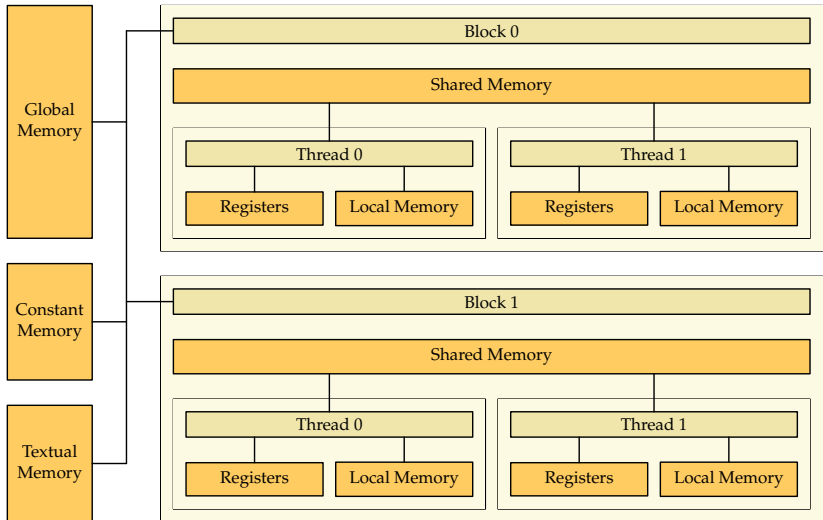 Global
Memory
Constant
Memory
Textual
Memory
Block 0
Shared Memory
Thread 0
Registers
Local Memory
Thread 1
Registers
Local Memory
Block 1
Shared Memory
Thread 0
Registers
Local Memory
Thread 1
Registers
Local Memory